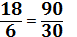 18/6 = 90/30